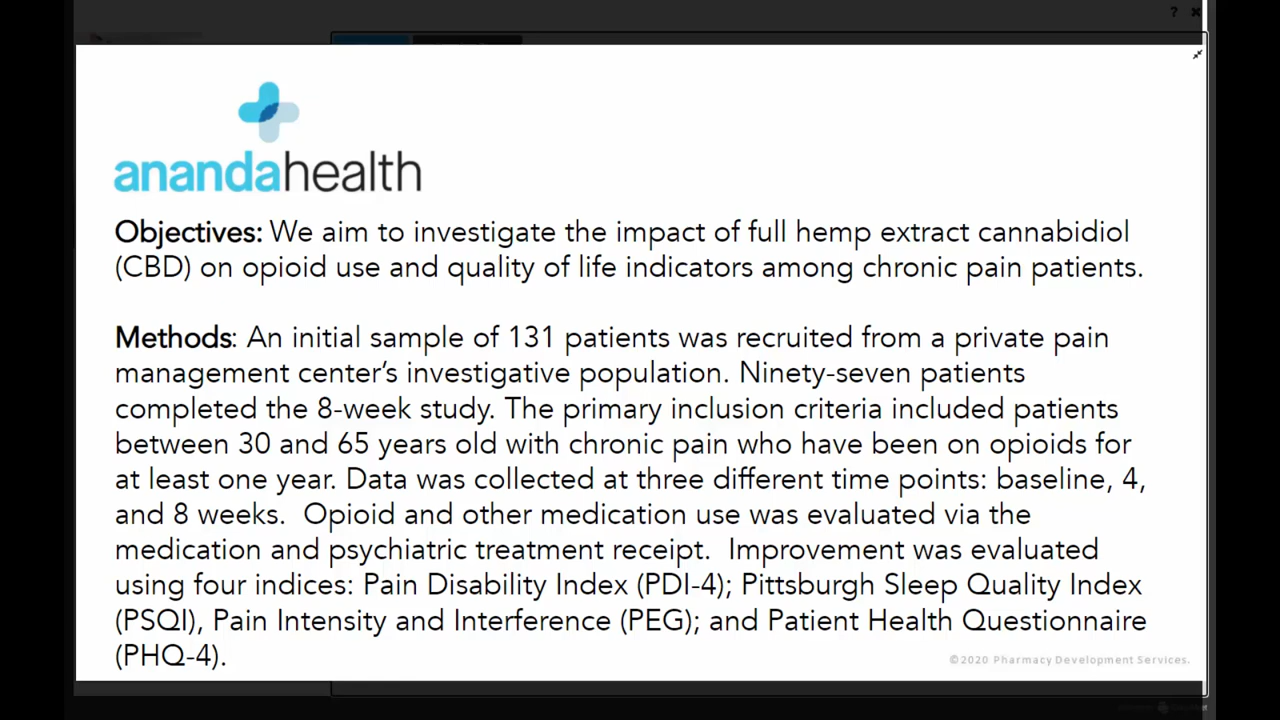 anandahealth
Objectives: We aim to investigate the impact of full hemp extract cannabidiol
(CBD) on opioid use and quality of life indicators among chronic pain patients.
Methods: An initial sample of 131 patients was recruited from a private pain
management center's investigative population. Ninety-seven patients
completed the 8-week study. The primary inclusion criteria included patients
between 30 and 65 years old with chronic pain who have been on opioids for
at least one year. Data was collected at three different time points: baseline, 4,
and 8 weeks.  Opioid and other medication use was evaluated via the
medication and psychiatric treatment receipt.  Improvement was evaluated
using four indices: Pain Disability Index (PDI-4); Pittsburgh Sleep Quality Index
(PSQI), Pain Intensity and Interference (PEG); and Patient Health Questionnaire
(PHQ-4).
©2020 Pharmacy Development Services.